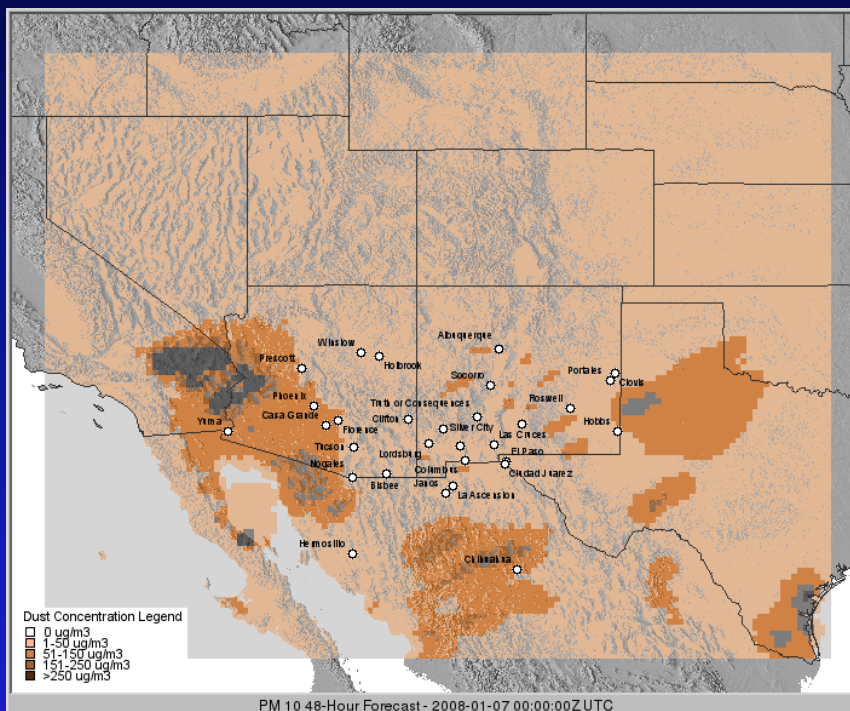 Albuquerque
Winslow
Holbrook
Prescott
Socorro
Portales
Clovis
Phoenix
Truth or Consequences
Roswell
Casa Grande
Clifton
Hobbs
Yuma
Florence
Silver City
Las Cruces
Tucson
Lordsburg
El Paso
Nogales
Columbus
Ciudad Juarez
Bisbee
Janos
La Ascension
Hermosillo
Chihuahua
Dust Concentration Legend
0 ug/m3
1-50 ug/m3
51-150 ug/m3
151-250 ug/m3
>250 ug/m3
PM 10 48-Hour Forecast - 2008-01-07 00:00:00Z UTC